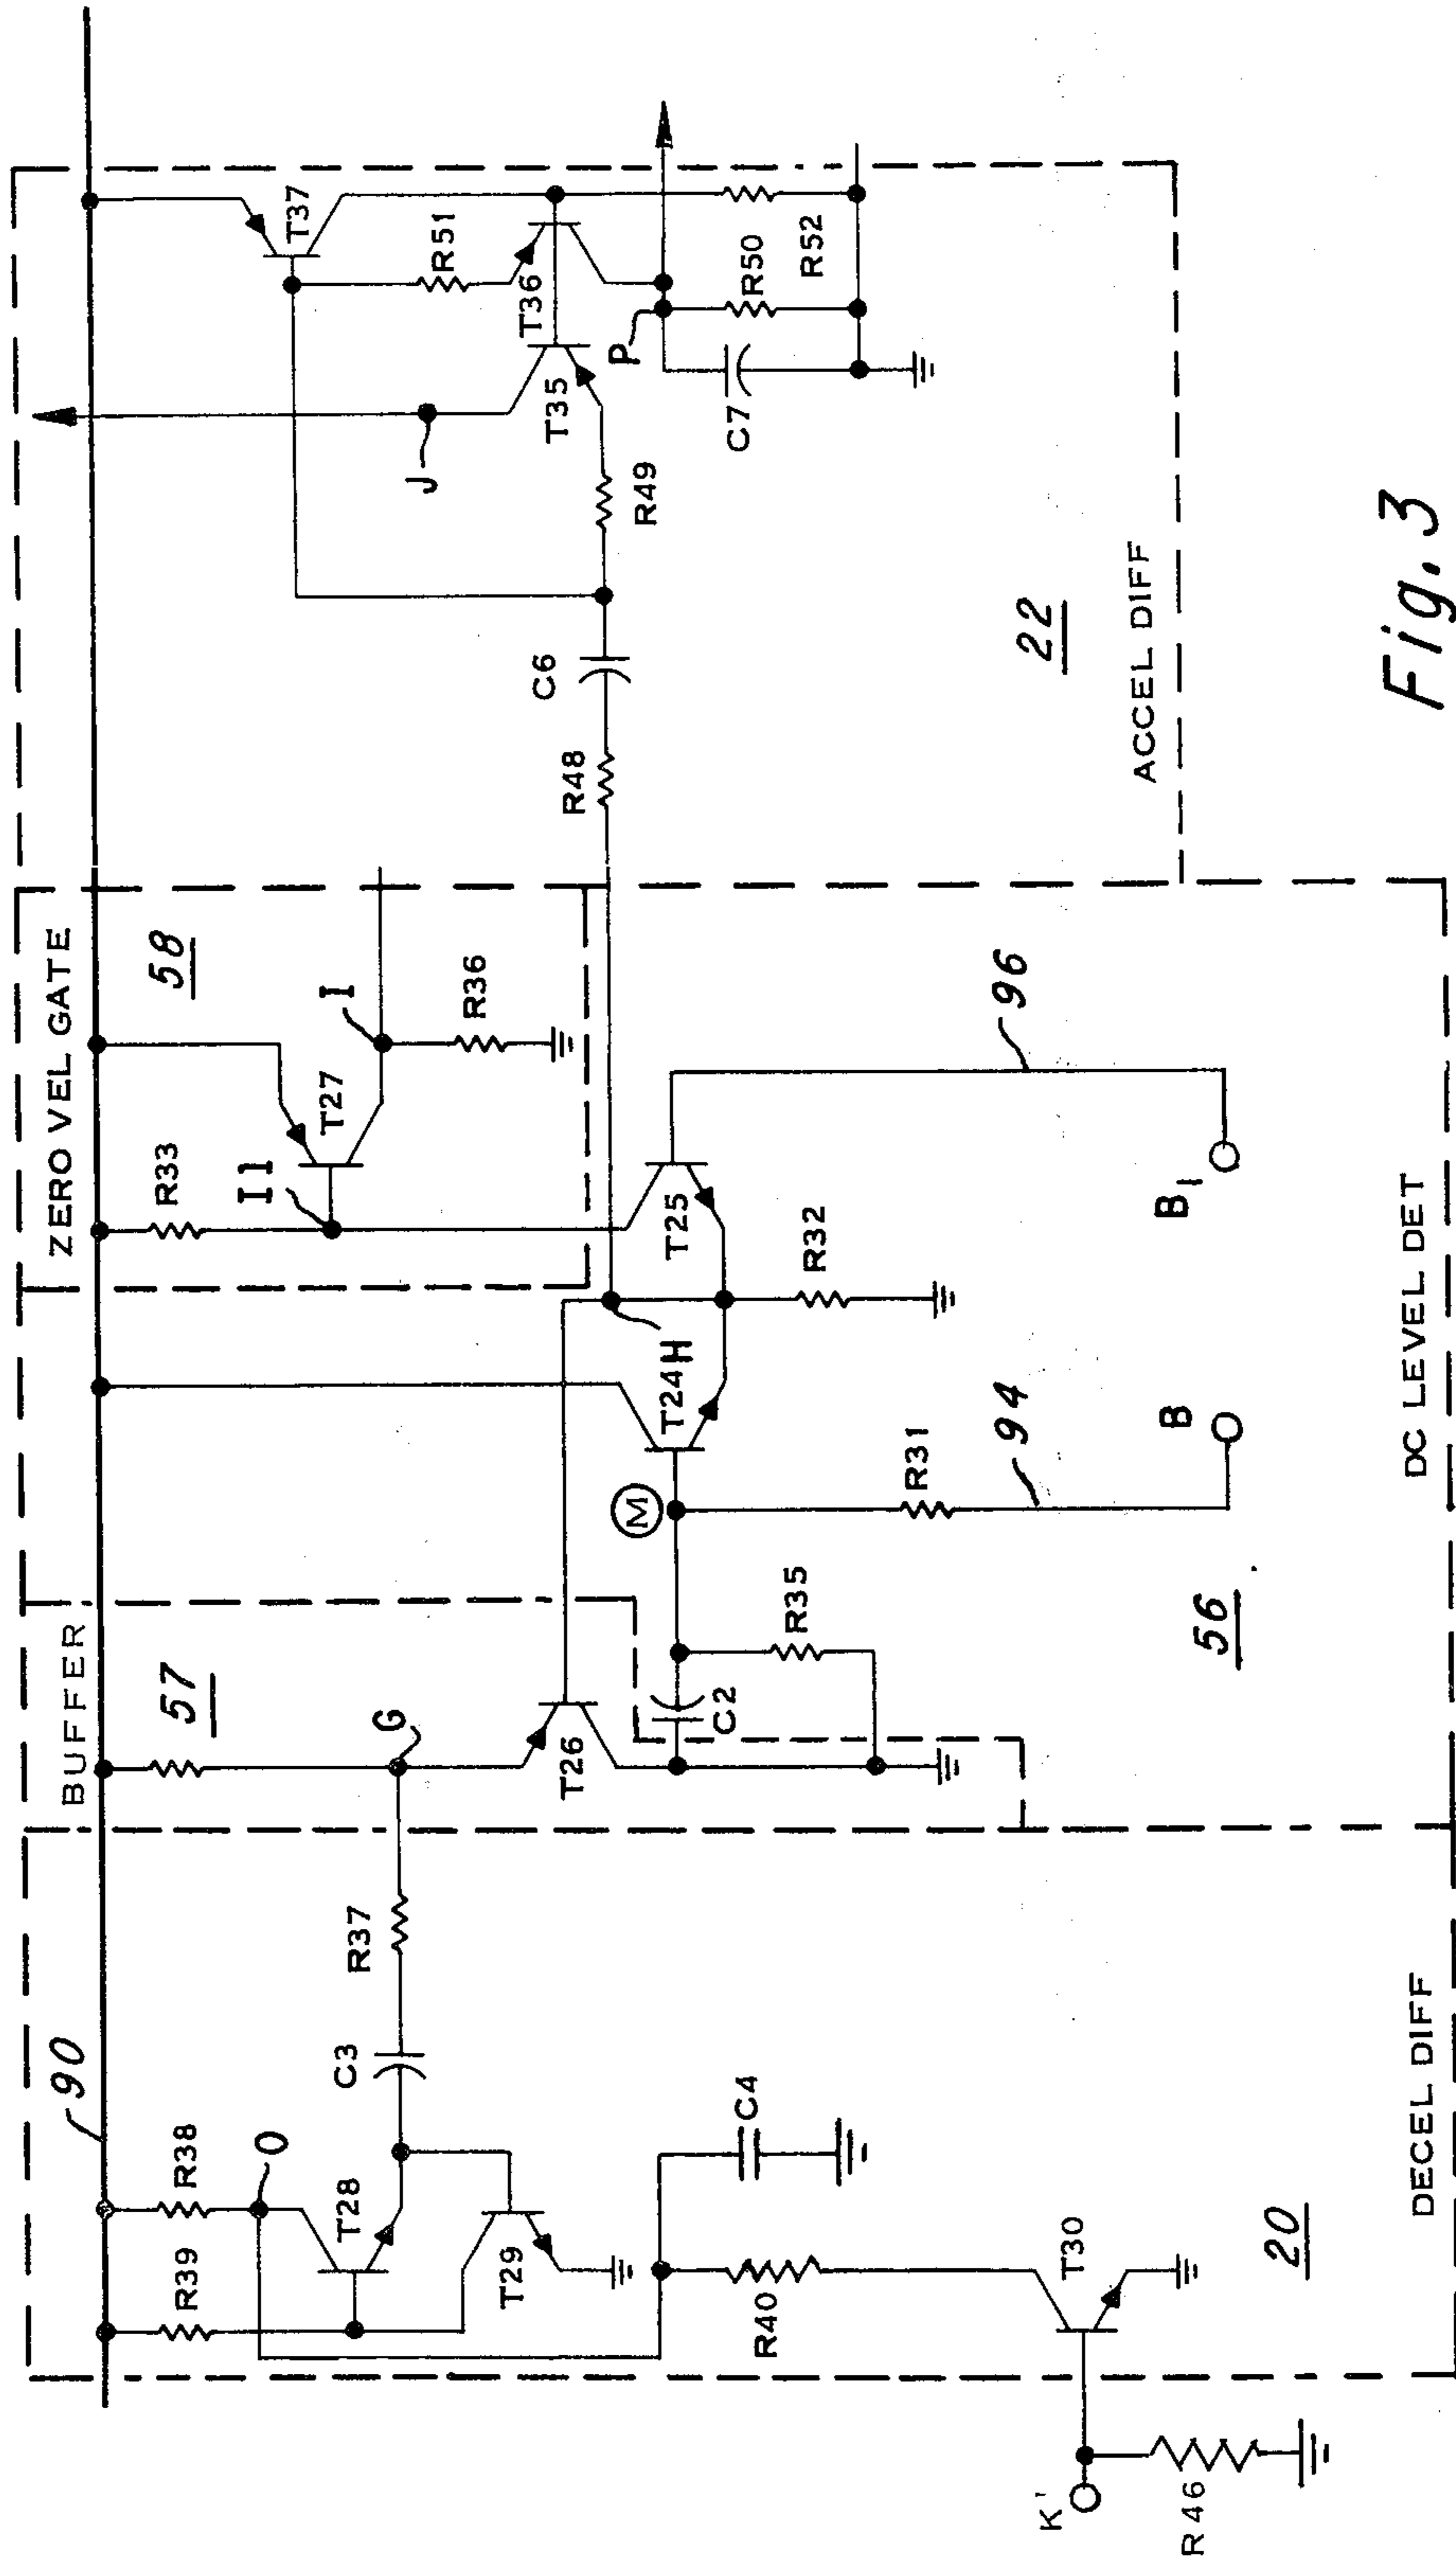 90
R39
R38
O
T28
T29
C3
R37
C4
R40
T30
K'
R46
20
DECEL DIFF
BUFFER
57
G
T26
C2
R35
M
R31
94
B
56
T24
H
T25
R32
96
B1
DC LEVEL DET
ZERO VEL GATE
58
R33
I1
T27
I
R36
R48
C6
R49
J
T35
T36
T37
R51
P
C7
R50
R52
22
ACCEL DIFF
Fig. 3